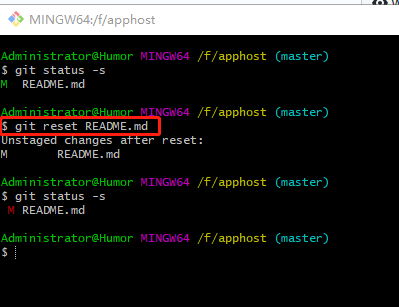 MINGW64:/f/apphost
Administrator@Humor MINGW64 /f/apphost (master)
$ git status -s
M  README.md
Administrator@Humor MINGW64 /f/apphost (master)
$ git reset README.md
Unstaged changes after reset:
M       README.md
Administrator@Humor MINGW64 /f/apphost (master)
$ git status -s
 M README.md
Administrator@Humor MINGW64 /f/apphost (master)
$